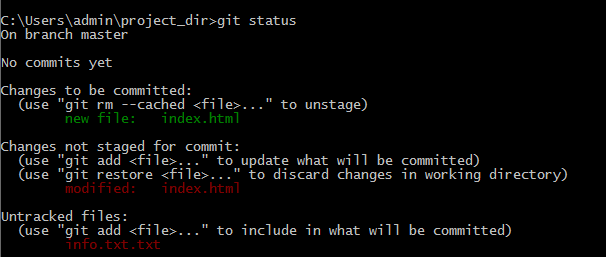 C:\Users\admin\project_dir>git status
On branch master
No commits yet
Changes to be committed:
(use "git rm --cached <file>..." to unstage)
new file: index.html
Changes not staged for commit:
(use "git add <file>..." to update what will be committed)
(use "git restore <file>..." to discard changes in working directory)
modified: index.html
Untracked files:
(use "git add <file>..." to include in what will be committed)
info.txt.txt